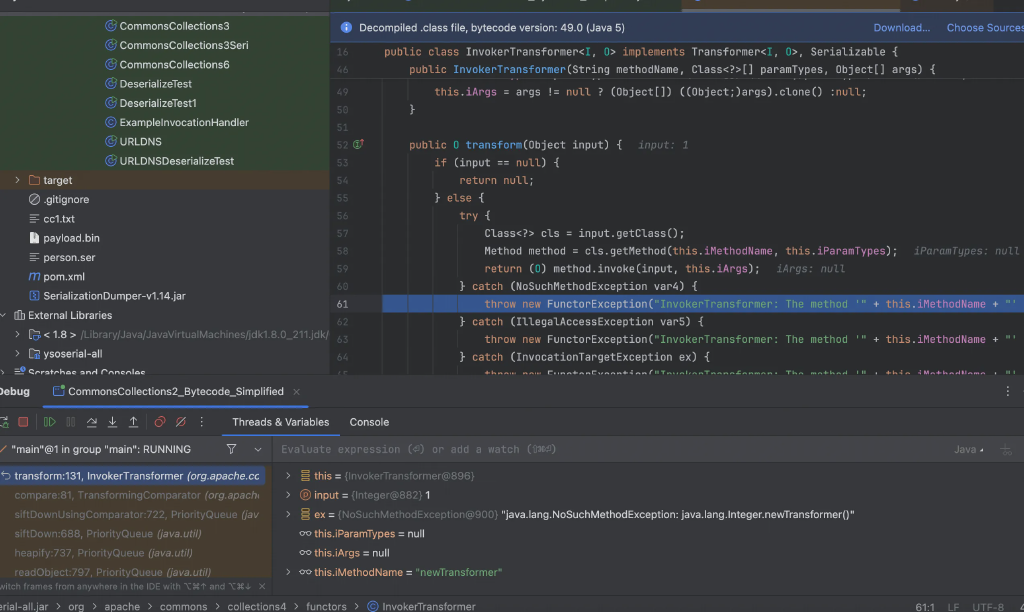 CommonsCollections3
CommonsCollections3Seri
CommonsCollections6
DeserializeTest
DeserializeTest1
ExampleInvocationHandler
URLDNS
URLDNSDeserializeTest
target
.gitignore
cc1.txt
payload.bin
person.ser
pom.xml
SerializationDumper-v1.14.jar
External Libraries
< 1.8 > /Library/Java/JavaVirtualMachines/jdk1.8.0_211.jdk/
ysoserial-all
Scratches and Consoles
Decompiled .class file, bytecode version: 49.0 (Java 5)
Download... Choose Sources
16 public class InvokerTransformer<I, O> implements Transformer<I, O>, Serializable {
46 public InvokerTransformer(String methodName, Class<?>[] paramTypes, Object[] args) {
49 this.iArgs = args != null ? (Object[]) ((Object;)args).clone() :null;
50 }
51
52 public O transform(Object input) { input: 1
53 if (input == null) {
54 return null;
55 } else {
56 try {
57 Class<?> cls = input.getClass();
58 Method method = cls.getMethod(this.iMethodName, this.iParamTypes); iParamTypes: null
59 return (O) method.invoke(input, this.iArgs); iArgs: null
60 } catch (NoSuchMethodException var4) {
61 throw new FunctorException("InvokerTransformer: The method '" + this.iMethodName + "'
62 } catch (IllegalAccessException var5) {
63 throw new FunctorException("InvokerTransformer: The method '" + this.iMethodName + "'
64 } catch (InvocationTargetException ex) {
throw new FunctorException("InvokerTransformer: The method '" + this.iMethodName + "'
Debug CommonsCollections2_Bytecode_Simplified
Threads & Variables Console
"main"@1 in group "main": RUNNING
transform:131, InvokerTransformer (org.apache.cc
compare:81, TransformingComparator (org.apache
siftDownUsingComparator:722, PriorityQueue (jav
siftDown:688, PriorityQueue (java.util)
heapify:737, PriorityQueue (java.util)
readObject:797, PriorityQueue (java.util)
witch frames from anywhere in the IDE with ⌥⌘↑ and ⌥⌘↓
Evaluate expression (⏎) or add a watch (⇧⌘⏎) Java
this = {InvokerTransformer@896}
input = {Integer@882} 1
ex = {NoSuchMethodException@900} "java.lang.NoSuchMethodException: java.lang.Integer.newTransformer()"
this.iParamTypes = null
this.iArgs = null
this.iMethodName = "newTransformer"
erial-all.jar > org > apache > commons > collections4 > functors > InvokerTransformer
61:1 LF UTF-8